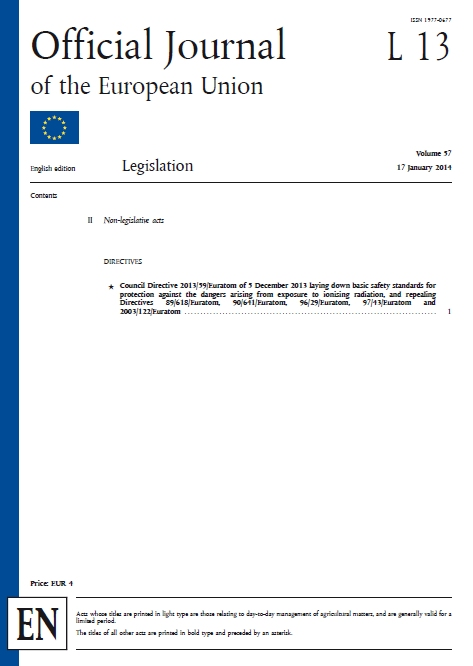 ISSN 1977-0677
Official Journal
L 13
of the European Union
Volume 57
English edition
Legislation
17 January 2014
Contents
II Non-legislative acts
DIRECTIVES
★ Council Directive 2013/59/Euratom of 5 December 2013 laying down basic safety standards for
protection against the dangers arising from exposure to ionising radiation, and repealing
Directives 89/618/Euratom, 90/641/Euratom, 96/29/Euratom, 97/43/Euratom and
2003/122/Euratom ........................................................................ 1
Price: EUR 4
EN
Acts whose titles are printed in light type are those relating to day-to-day management of agricultural matters, and are generally valid for a
limited period.
The titles of all other acts are printed in bold type and preceded by an asterisk.